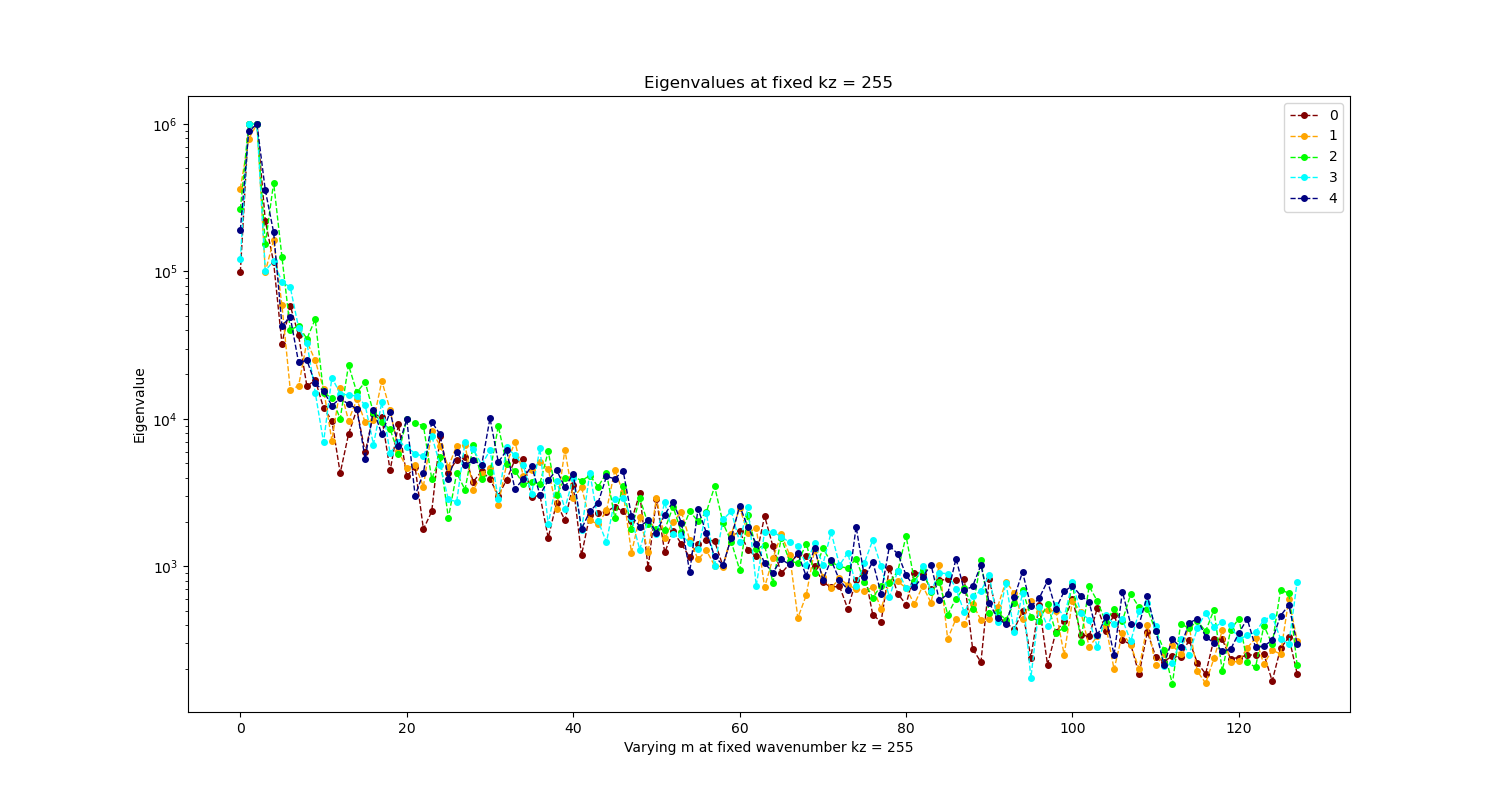 Eigenvalues at fixed kz = 255
Eigenvalue
10^6
10^5
10^4
10^3
0
1
2
3
4
0 20 40 60 80 100 120
Varying m at fixed wavenumber kz = 255